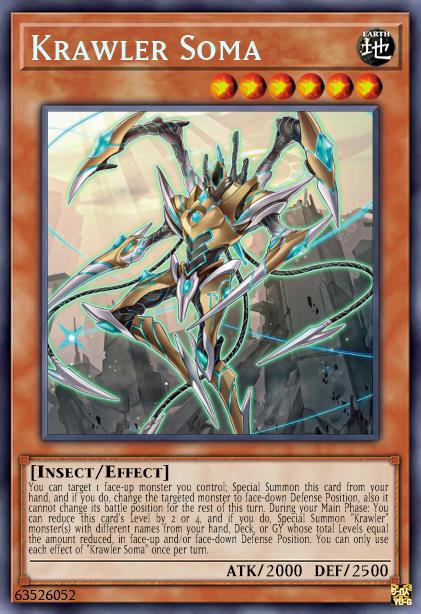 Krawler Soma
EARTH
地
[Insect/Effect]
You can target 1 face-up monster you control; Special Summon this card from your
hand, and if you do, change the targeted monster to face-down Defense Position, also it
cannot change its battle position for the rest of this turn. During your Main Phase: You
can reduce this card's Level by 2 or 4, and if you do, Special Summon "Krawler"
monster(s) with different names from your hand, Deck, or GY whose total Levels equal
the amount reduced, in face-up and/or face-down Defense Position. You can only use
each effect of "Krawler Soma" once per turn.
ATK/2000 DEF/2500
63526052